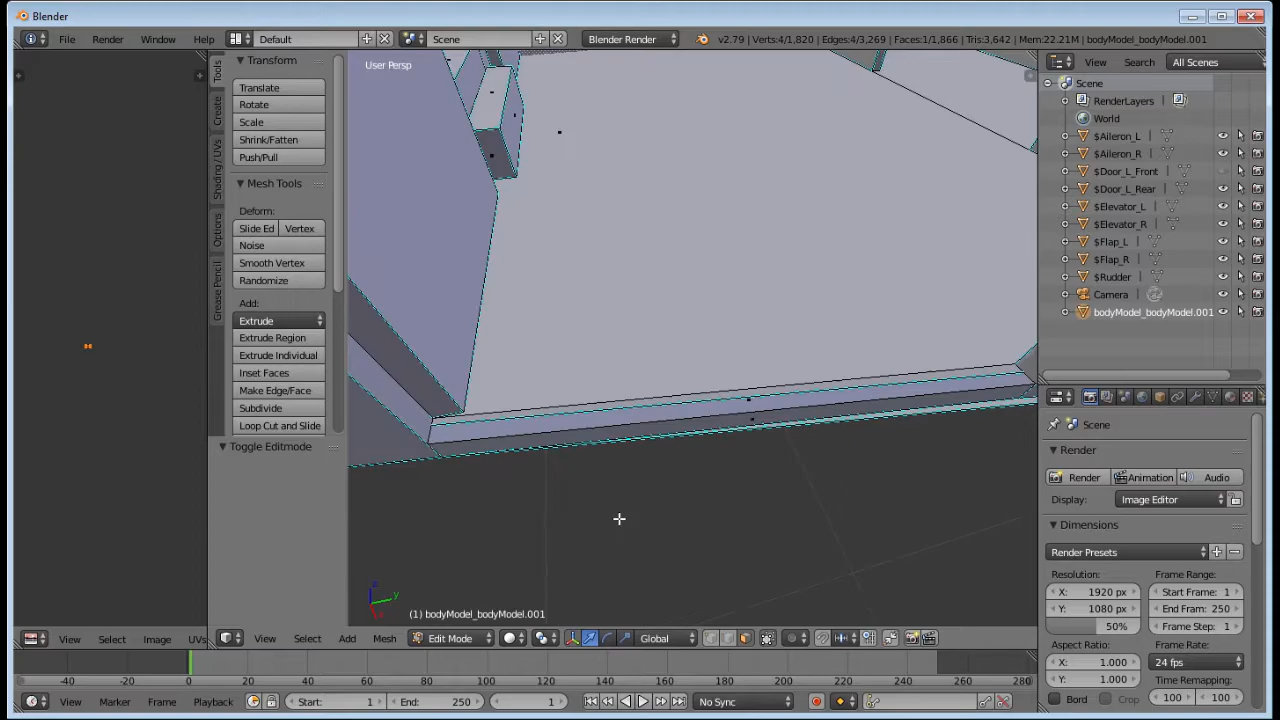 Blender
File Render Window Help Default Scene Blender Render v2.79 | Verts:4/1,820 | Edges:4/3,269 | Faces:1/1,866 | Tris:3,642 | Mem:22.21M | bodyModel_bodyModel.001
Tools
Create
Shading / UVs
Options
Grease Pencil
Transform
Translate
Rotate
Scale
Shrink/Fatten
Push/Pull
Mesh Tools
Deform:
Slide Ed Vertex
Noise
Smooth Vertex
Randomize
Add:
Extrude
Extrude Region
Extrude Individual
Inset Faces
Make Edge/Face
Subdivide
Loop Cut and Slide
Toggle Editmode
User Persp
z
y
(1) bodyModel_bodyModel.001
View Search All Scenes
Scene
RenderLayers
World
$Aileron_L
$Aileron_R
$Door_L_Front
$Door_L_Rear
$Elevator_L
$Elevator_R
$Flap_L
$Flap_R
$Rudder
Camera
bodyModel_bodyModel.001
Scene
Render
Render Animation Audio
Display: Image Editor
Dimensions
Render Presets
Resolution: Frame Range:
X: 1920 px Start Frame: 1
Y: 1080 px End Fram: 250
50% Frame Step: 1
Aspect Ratio: Frame Rate:
X: 1.000 24 fps
Y: 1.000 Time Remapping:
Bord Crop 100 100
View Select Image UVs
View Select Add Mesh Edit Mode Global
-40 -20 0 20 40 60 80 100 120 140 160 180 200 220 240 260 280
View Marker Frame Playback Start: 1 End: 250 1 No Sync